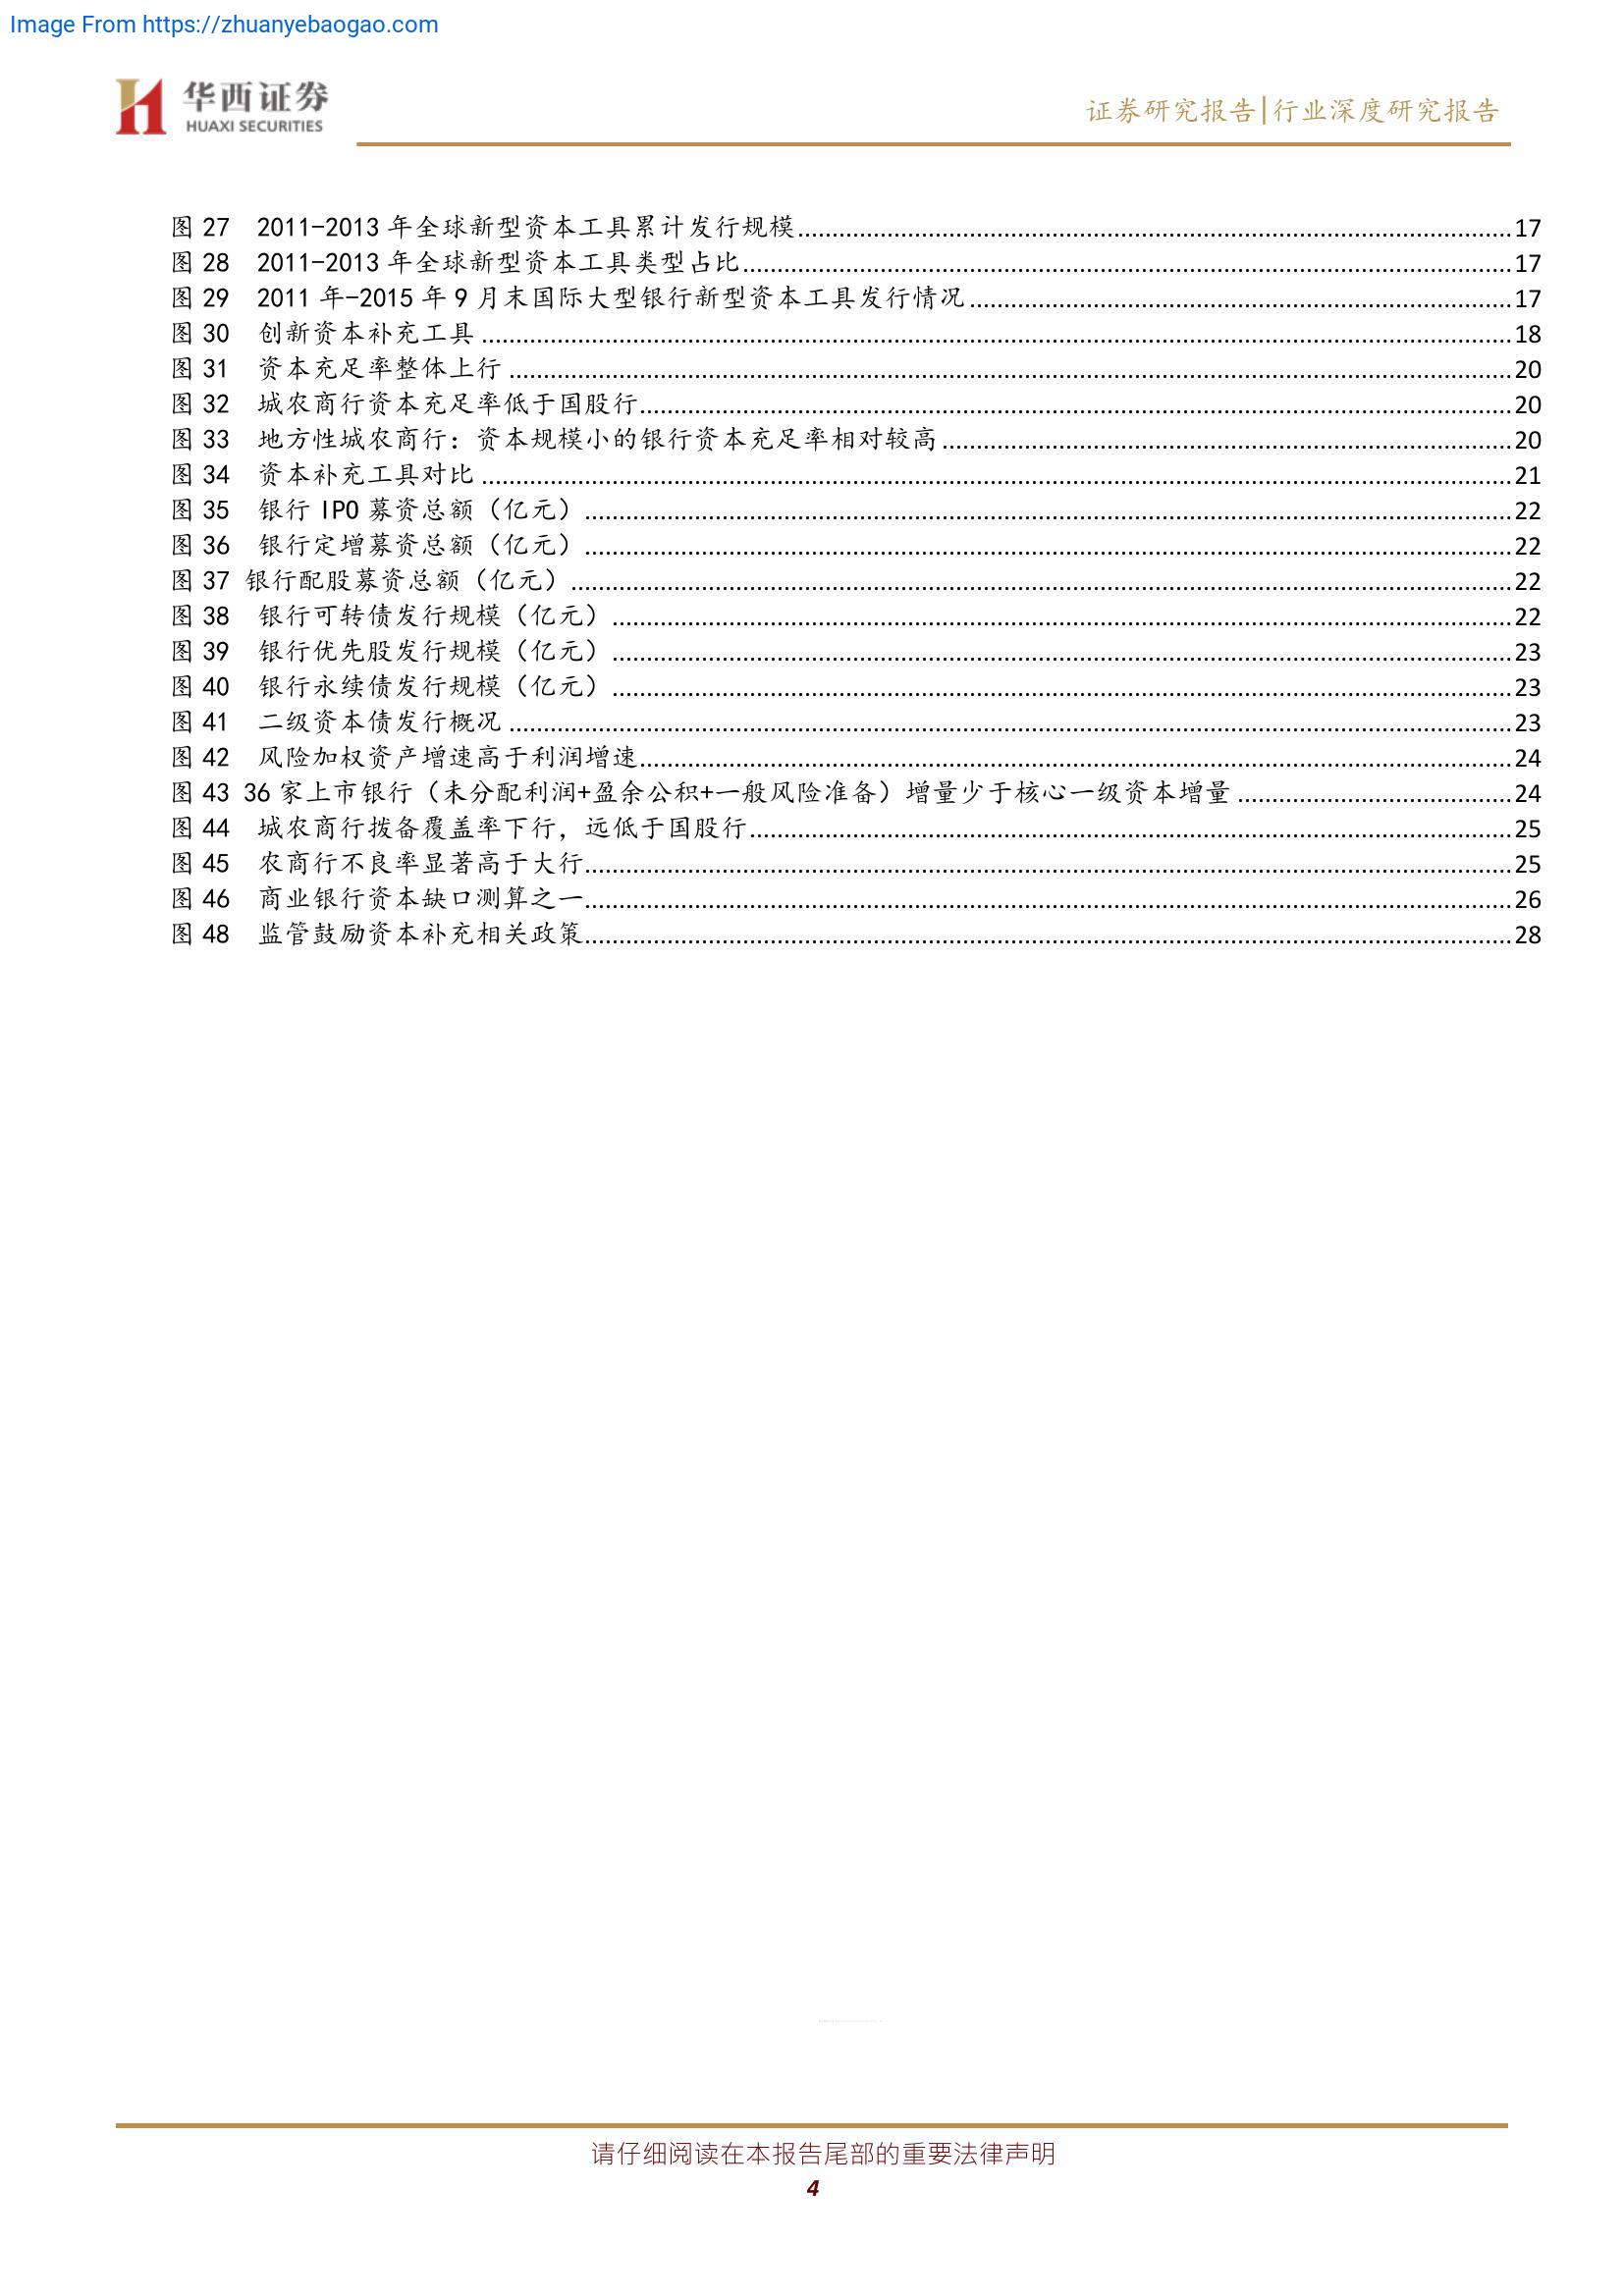 Image From https://zhuanyebaogao.com
华西证券
HUAXI SECURITIES
证券研究报告|行业深度研究报告
图 27 2011-2013 年全球新型资本工具累计发行规模 17
图 28 2011-2013 年全球新型资本工具类型占比 17
图 29 2011 年-2015 年 9 月末国际大型银行新型资本工具发行情况 17
图 30 创新资本补充工具 18
图 31 资本充足率整体上行 20
图 32 城农商行资本充足率低于国股行 20
图 33 地方性城农商行：资本规模小的银行资本充足率相对较高 20
图 34 资本补充工具对比 21
图 35 银行 IPO 募资总额（亿元） 22
图 36 银行定增募资总额（亿元） 22
图 37 银行配股募资总额（亿元） 22
图 38 银行可转债发行规模（亿元） 22
图 39 银行优先股发行规模（亿元） 23
图 40 银行永续债发行规模（亿元） 23
图 41 二级资本债发行概况 23
图 42 风险加权资产增速高于利润增速 24
图 43 36 家上市银行（未分配利润+盈余公积+一般风险准备）增量少于核心一级资本增量 24
图 44 城农商行拨备覆盖率下行，远低于国股行 25
图 45 农商行不良率显著高于大行 25
图 46 商业银行资本缺口测算之一 26
图 48 监管鼓励资本补充相关政策 28
请仔细阅读在本报告尾部的重要法律声明
4